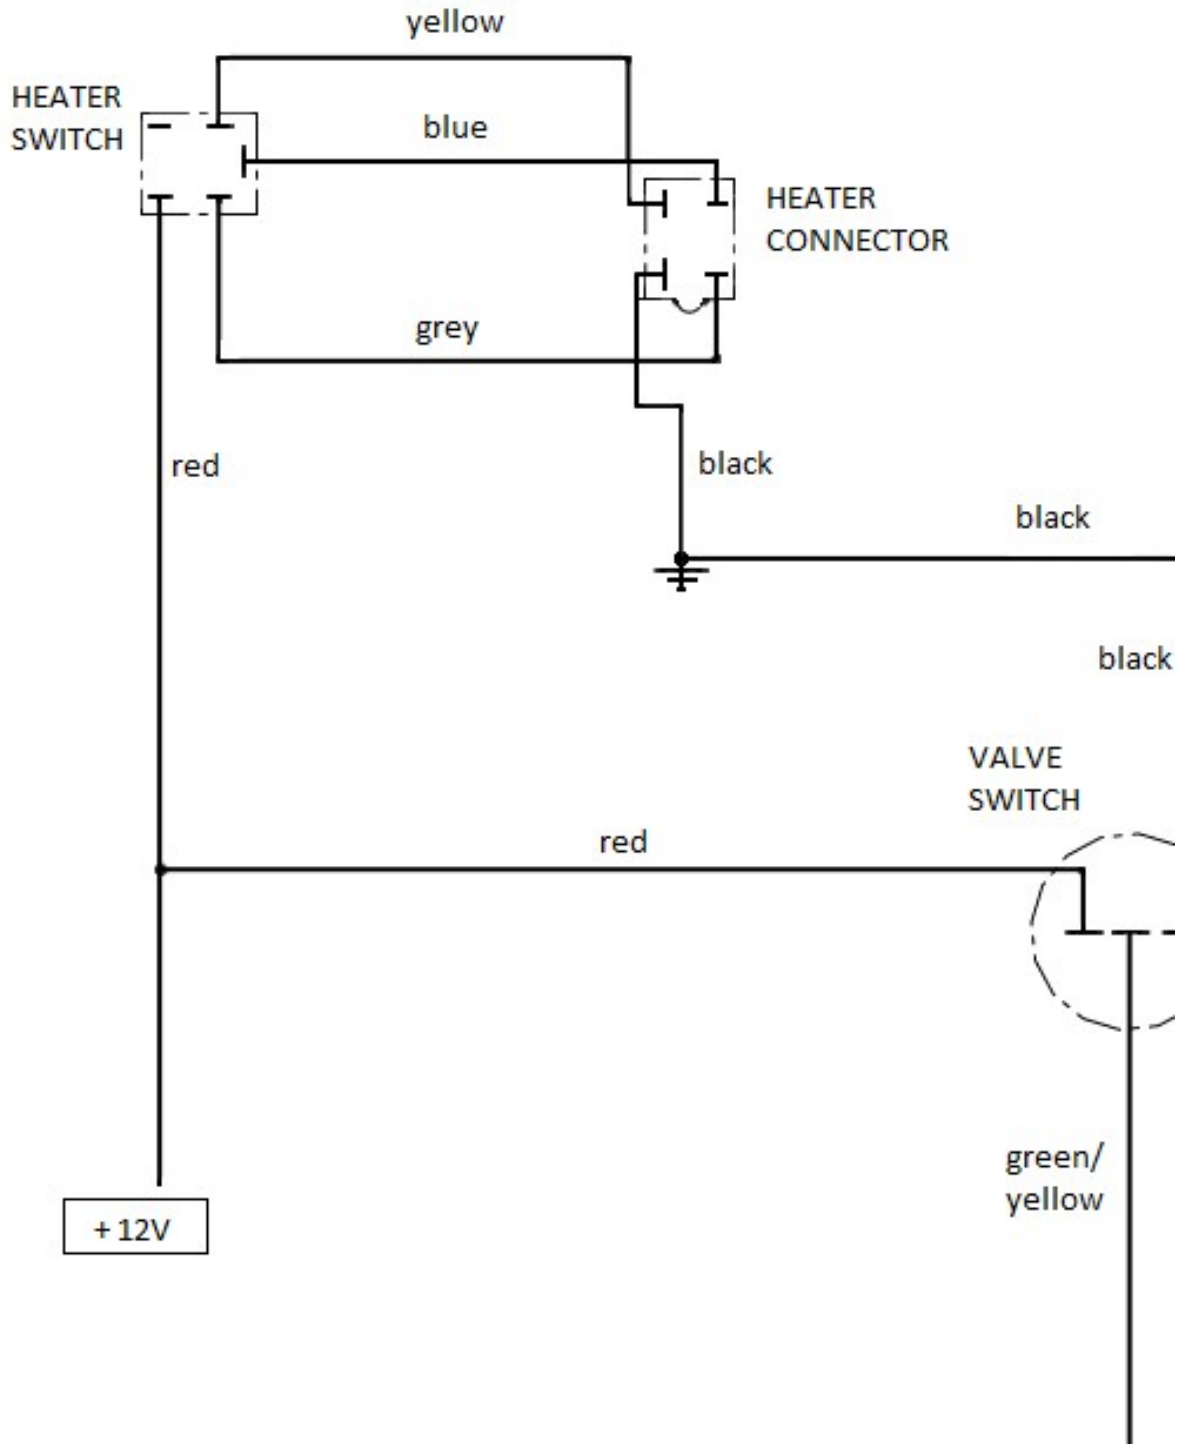 yellow
HEATER
SWITCH
blue
HEATER
CONNECTOR
grey
red
black
black
black
VALVE
SWITCH
red
green/
yellow
+ 12V